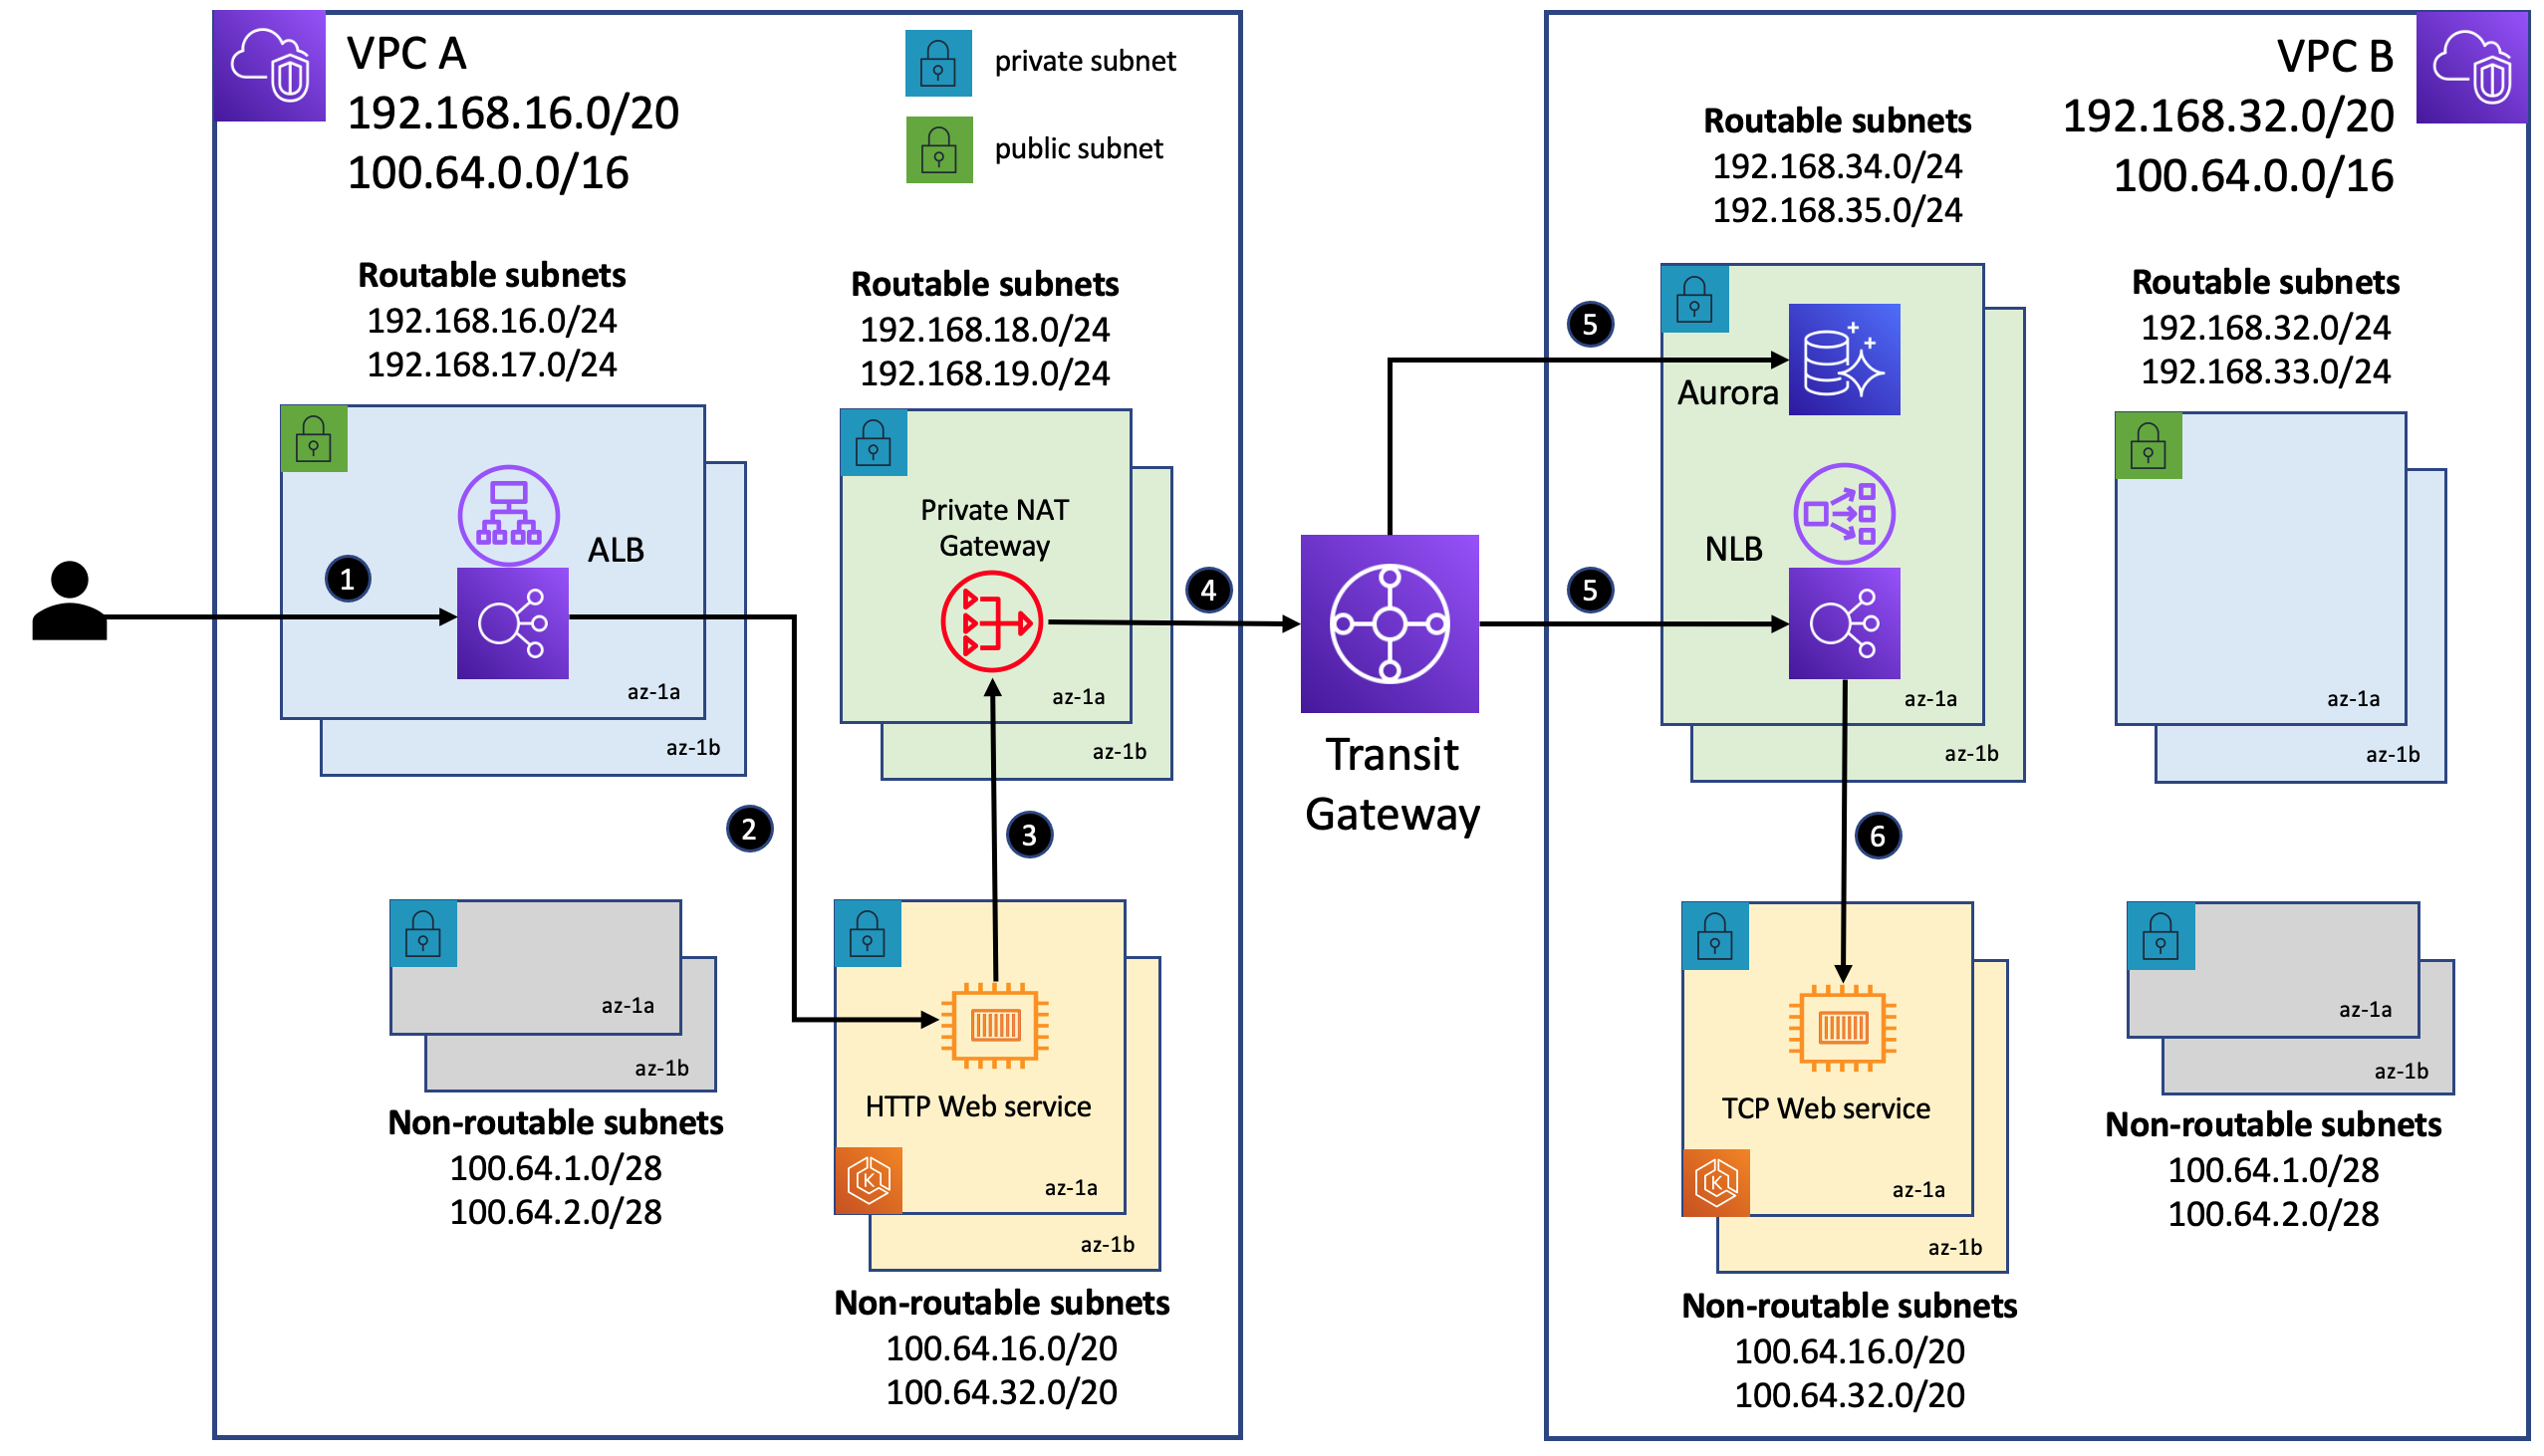 VPC A
192.168.16.0/20
100.64.0.0/16
private subnet
public subnet
Routable subnets
192.168.16.0/24
192.168.17.0/24
Routable subnets
192.168.18.0/24
192.168.19.0/24
1
ALB
az-1a
az-1b
Private NAT
Gateway
az-1a
az-1b
2
3
4
az-1a
az-1b
Non-routable subnets
100.64.1.0/28
100.64.2.0/28
HTTP Web service
K
az-1a
az-1b
Non-routable subnets
100.64.16.0/20
100.64.32.0/20
Transit
Gateway
VPC B
192.168.32.0/20
100.64.0.0/16
Routable subnets
192.168.34.0/24
192.168.35.0/24
Routable subnets
192.168.32.0/24
192.168.33.0/24
5
Aurora
5
NLB
az-1a
az-1b
az-1a
az-1b
6
TCP Web service
K
az-1a
az-1b
Non-routable subnets
100.64.16.0/20
100.64.32.0/20
az-1a
az-1b
Non-routable subnets
100.64.1.0/28
100.64.2.0/28